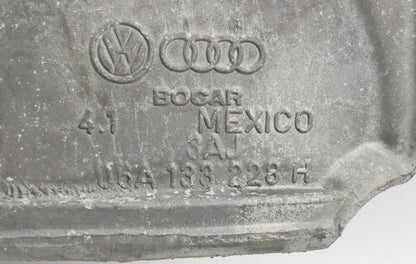 BOCAR
4.1 MEXICO
3AJ
06A 133 223 H